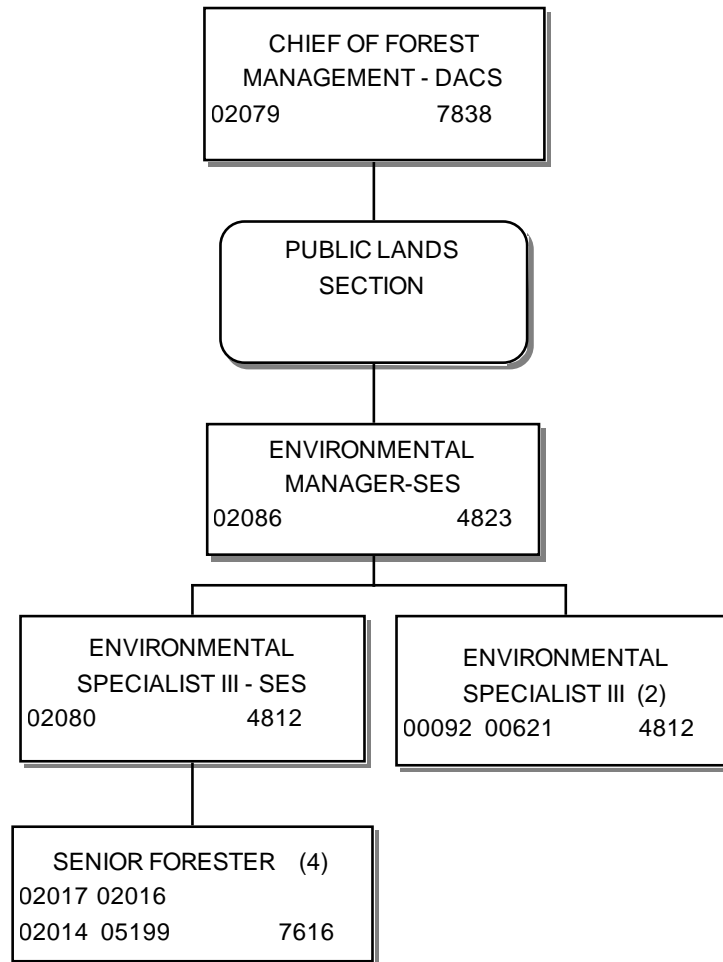 CHIEF OF FOREST
MANAGEMENT - DACS
02079 7838
PUBLIC LANDS
SECTION
ENVIRONMENTAL
MANAGER-SES
02086 4823
ENVIRONMENTAL
SPECIALIST III - SES
02080 4812
ENVIRONMENTAL
SPECIALIST III (2)
00092 00621 4812
SENIOR FORESTER (4)
02017 02016
02014 05199 7616